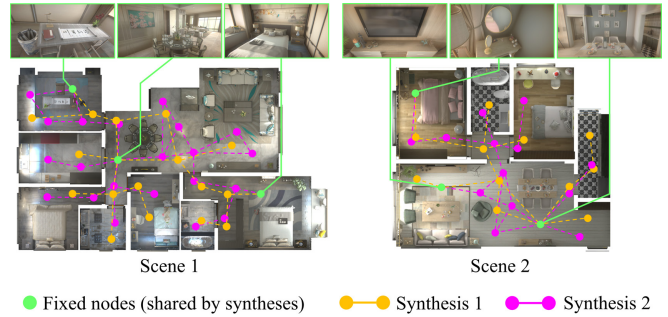 Scene 1
Scene 2
Fixed nodes (shared by syntheses)
Synthesis 1
Synthesis 2